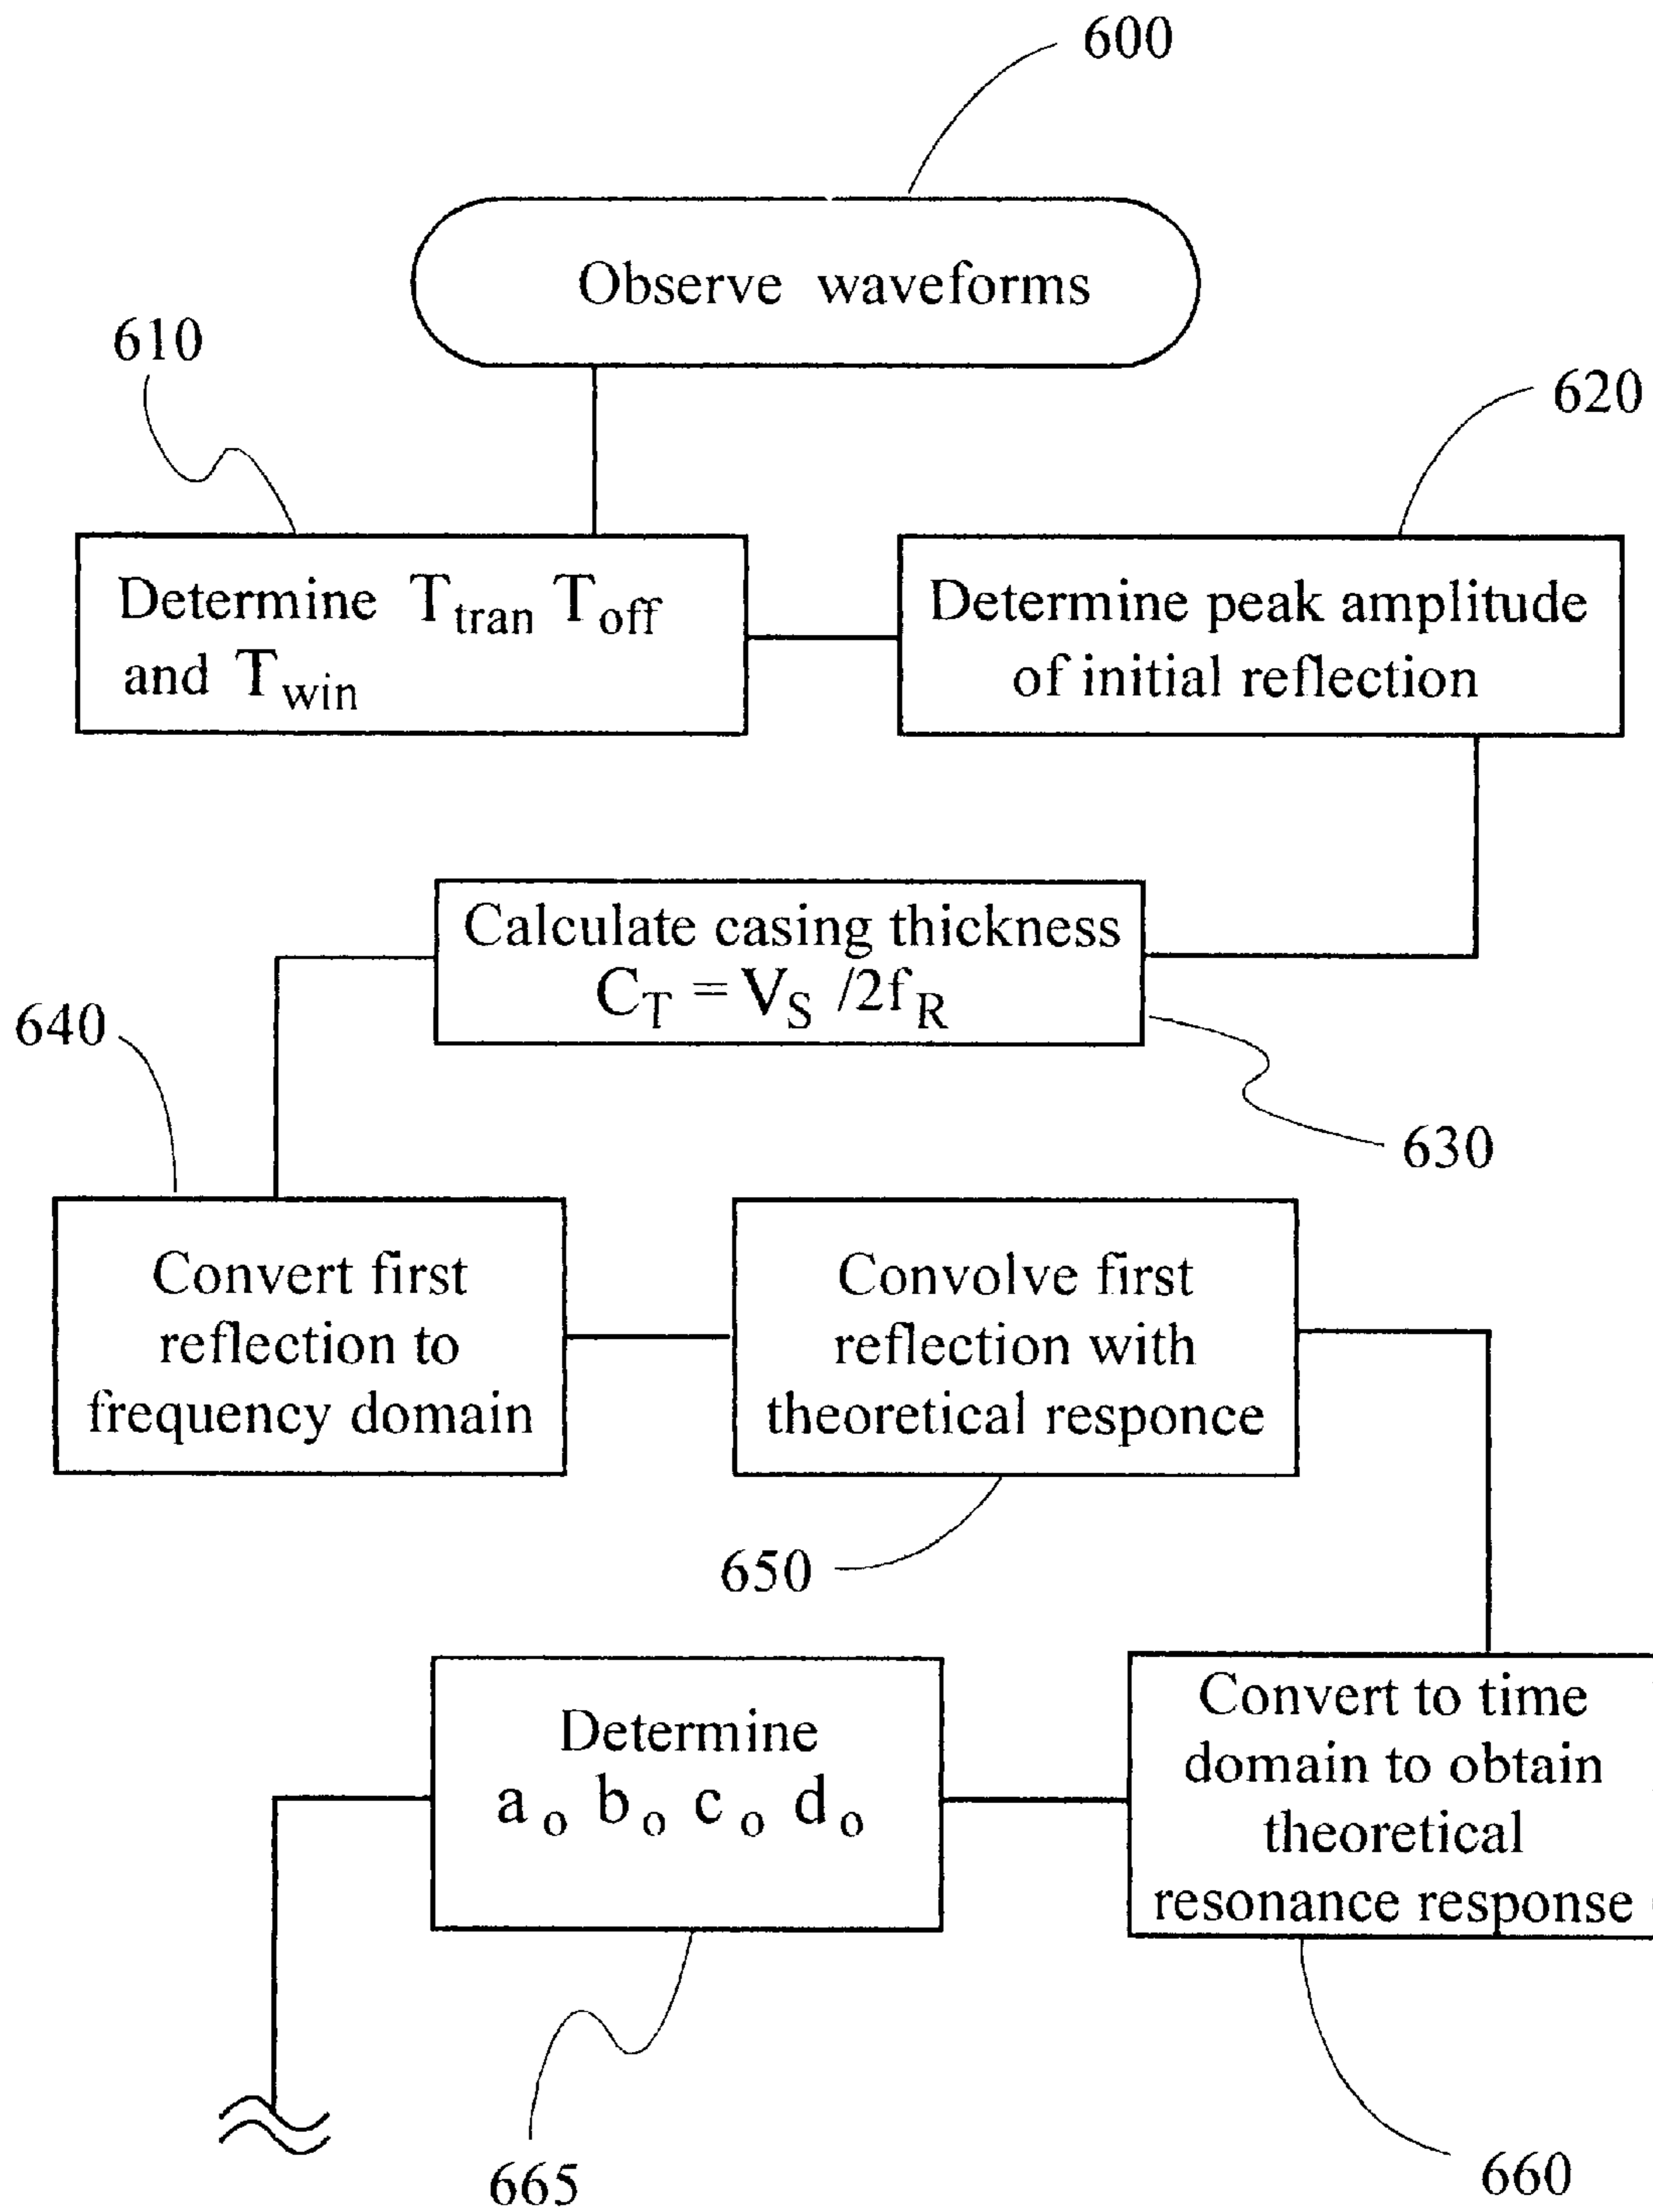 600
Observe waveforms
610
620
Determine T_tran T_off
and T_win
Determine peak amplitude
of initial reflection
Calculate casing thickness
C_T = V_S /2f_R
640
630
Convert first
reflection to
frequency domain
Convolve first
reflection with
theoretical responce
650
Convert to time
domain to obtain
theoretical
resonance response
Determine
a_o b_o c_o d_o
665
660